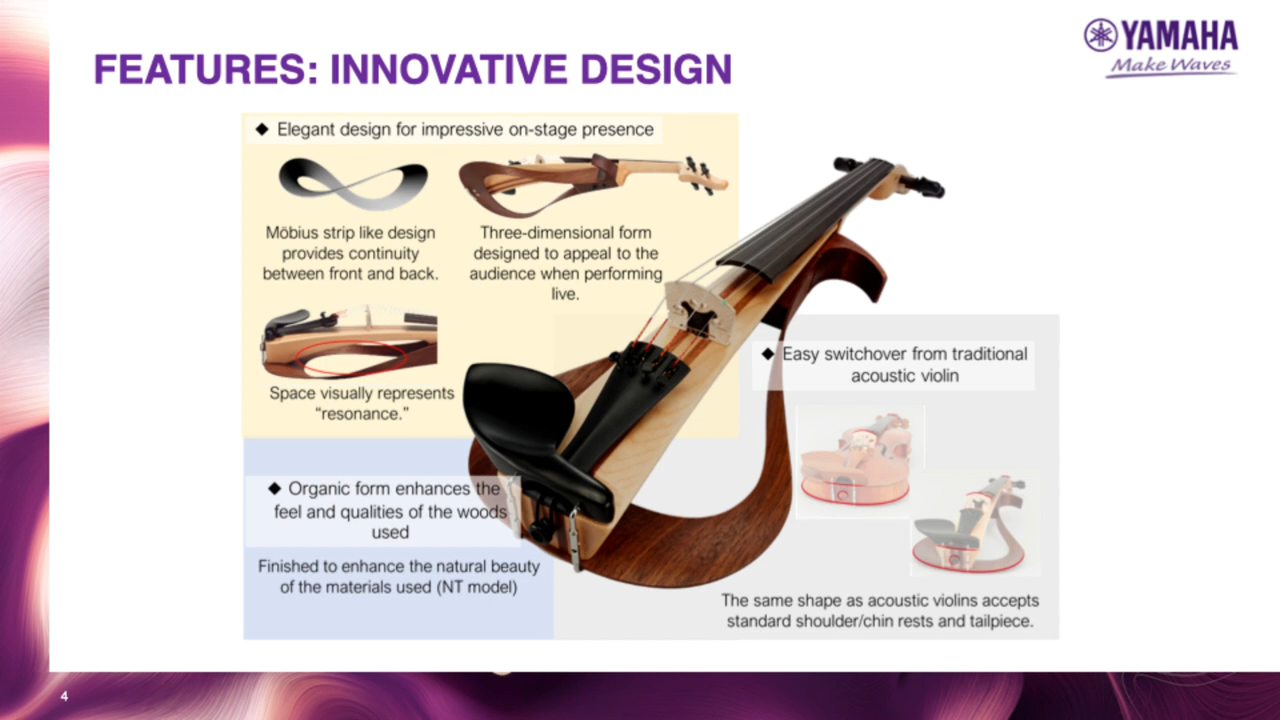 FEATURES: INNOVATIVE DESIGN
YAMAHA
Make Waves
◆ Elegant design for impressive on-stage presence
Möbius strip like design
provides continuity
between front and back.
Three-dimensional form
designed to appeal to the
audience when performing
live.
Space visually represents
“resonance.”
◆ Easy switchover from traditional
acoustic violin
◆ Organic form enhances the
feel and qualities of the woods
used
Finished to enhance the natural beauty
of the materials used (NT model)
The same shape as acoustic violins accepts
standard shoulder/chin rests and tailpiece.
4